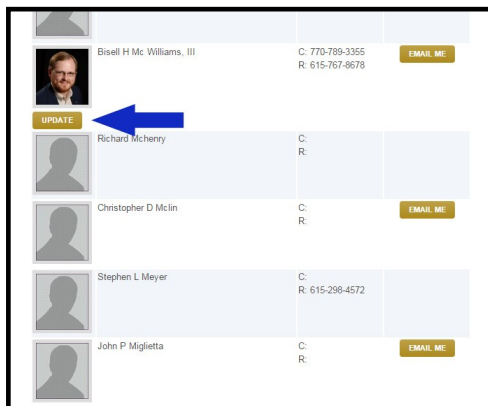 Bisell H Mc Williams, III C: 770-789-3355 EMAIL ME
R: 615-767-8678
UPDATE
Richard Mchenry C:
R:
Christopher D Mclin C: EMAIL ME
R:
Stephen L Meyer C:
R: 615-298-4572
John P Miglietta C: EMAIL ME
R: